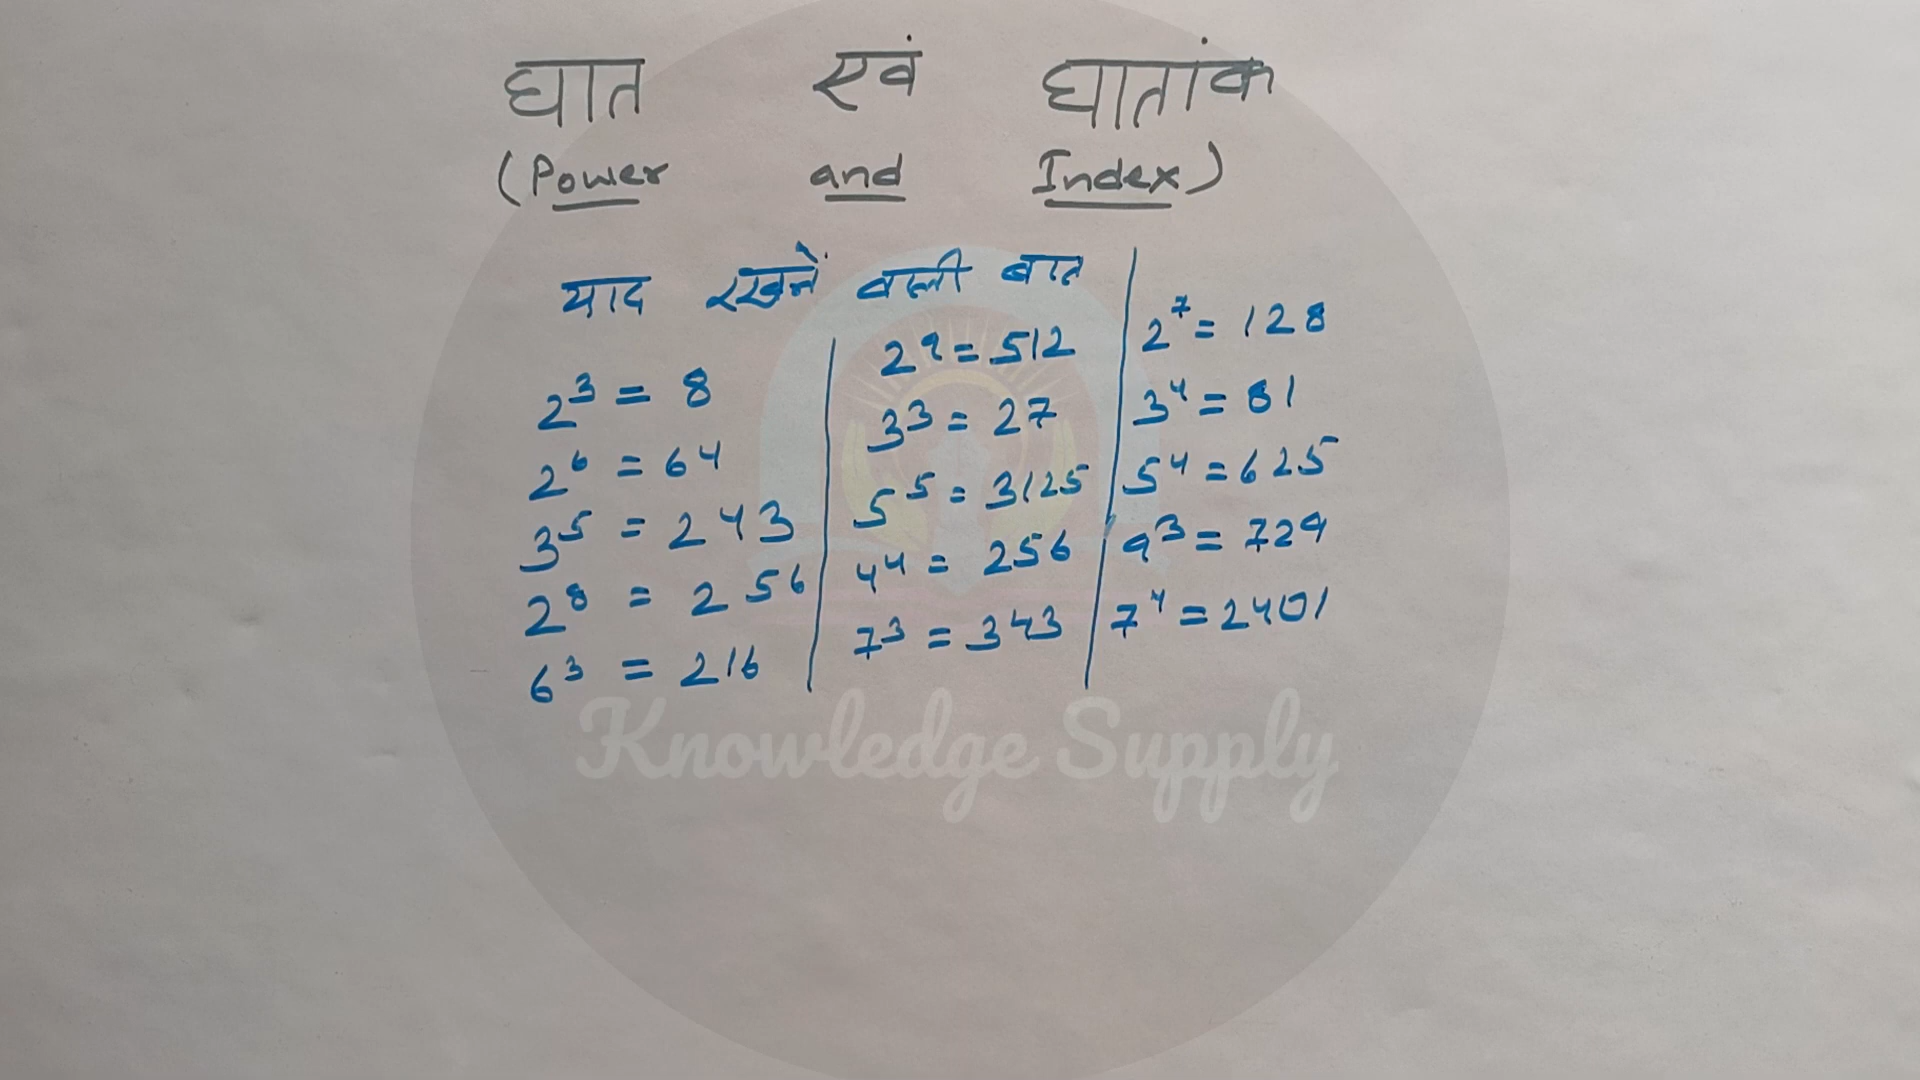 घात एवं घातांक
(Power and Index)
याद रखनें वाली बात
2³ = 8
2⁶ = 64
3⁵ = 243
2⁸ = 256
6³ = 216
2⁹ = 512
3³ = 27
5⁵ = 3125
4⁴ = 256
7³ = 343
2⁷ = 128
3⁴ = 81
5⁴ = 625
9³ = 729
7⁴ = 2401
Knowledge Supply